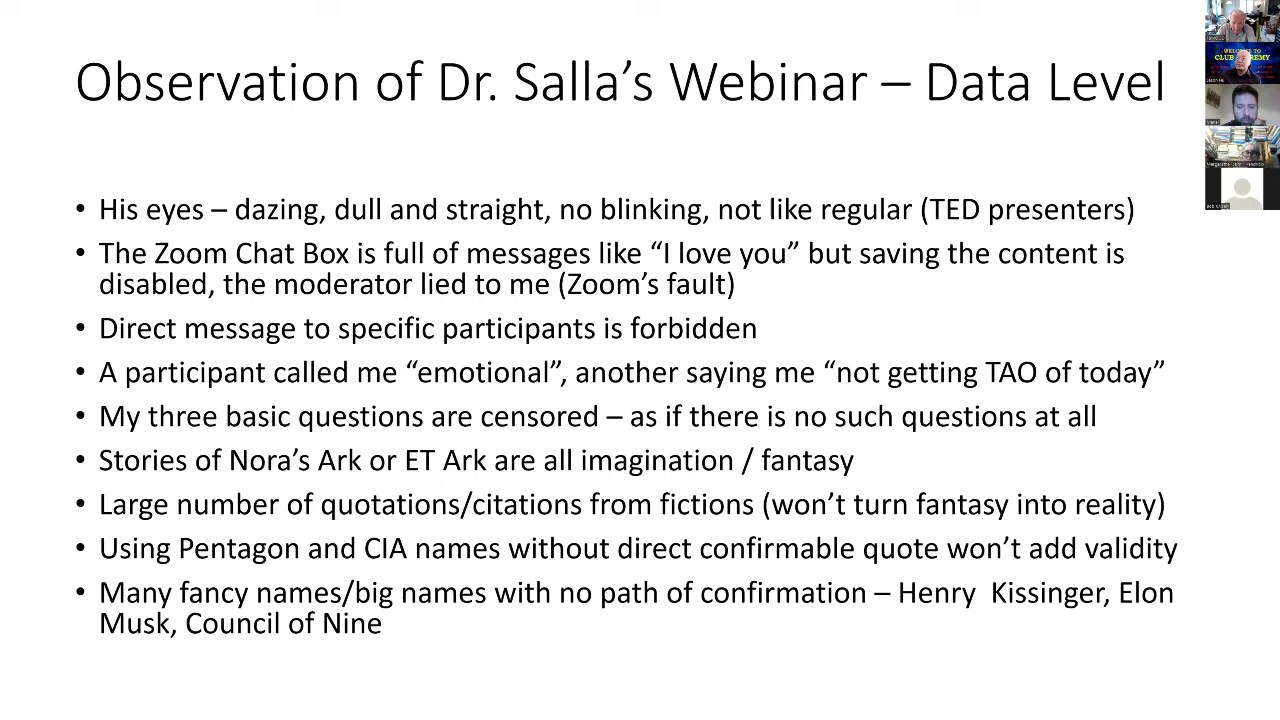 Observation of Dr. Salla’s Webinar – Data Level
• His eyes – dazing, dull and straight, no blinking, not like regular (TED presenters)
• The Zoom Chat Box is full of messages like “I love you” but saving the content is
disabled, the moderator lied to me (Zoom’s fault)
• Direct message to specific participants is forbidden
• A participant called me “emotional”, another saying me “not getting TAO of today”
• My three basic questions are censored – as if there is no such questions at all
• Stories of Nora’s Ark or ET Ark are all imagination / fantasy
• Large number of quotations/citations from fictions (won’t turn fantasy into reality)
• Using Pentagon and CIA names without direct confirmable quote won’t add validity
• Many fancy names/big names with no path of confirmation – Henry  Kissinger, Elon
Musk, Council of Nine